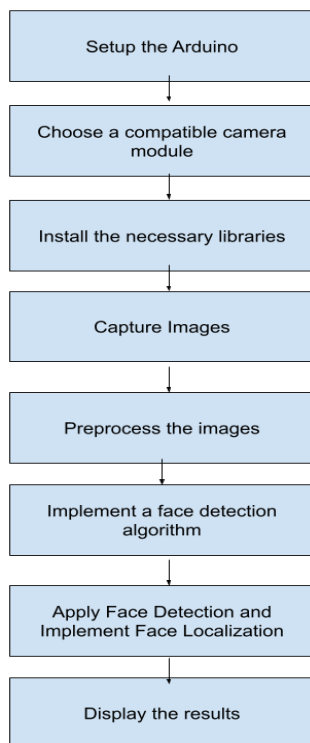 Setup the Arduino
Choose a compatible camera
module
Install the necessary libraries
Capture Images
Preprocess the images
Implement a face detection
algorithm
Apply Face Detection and
Implement Face Localization
Display the results